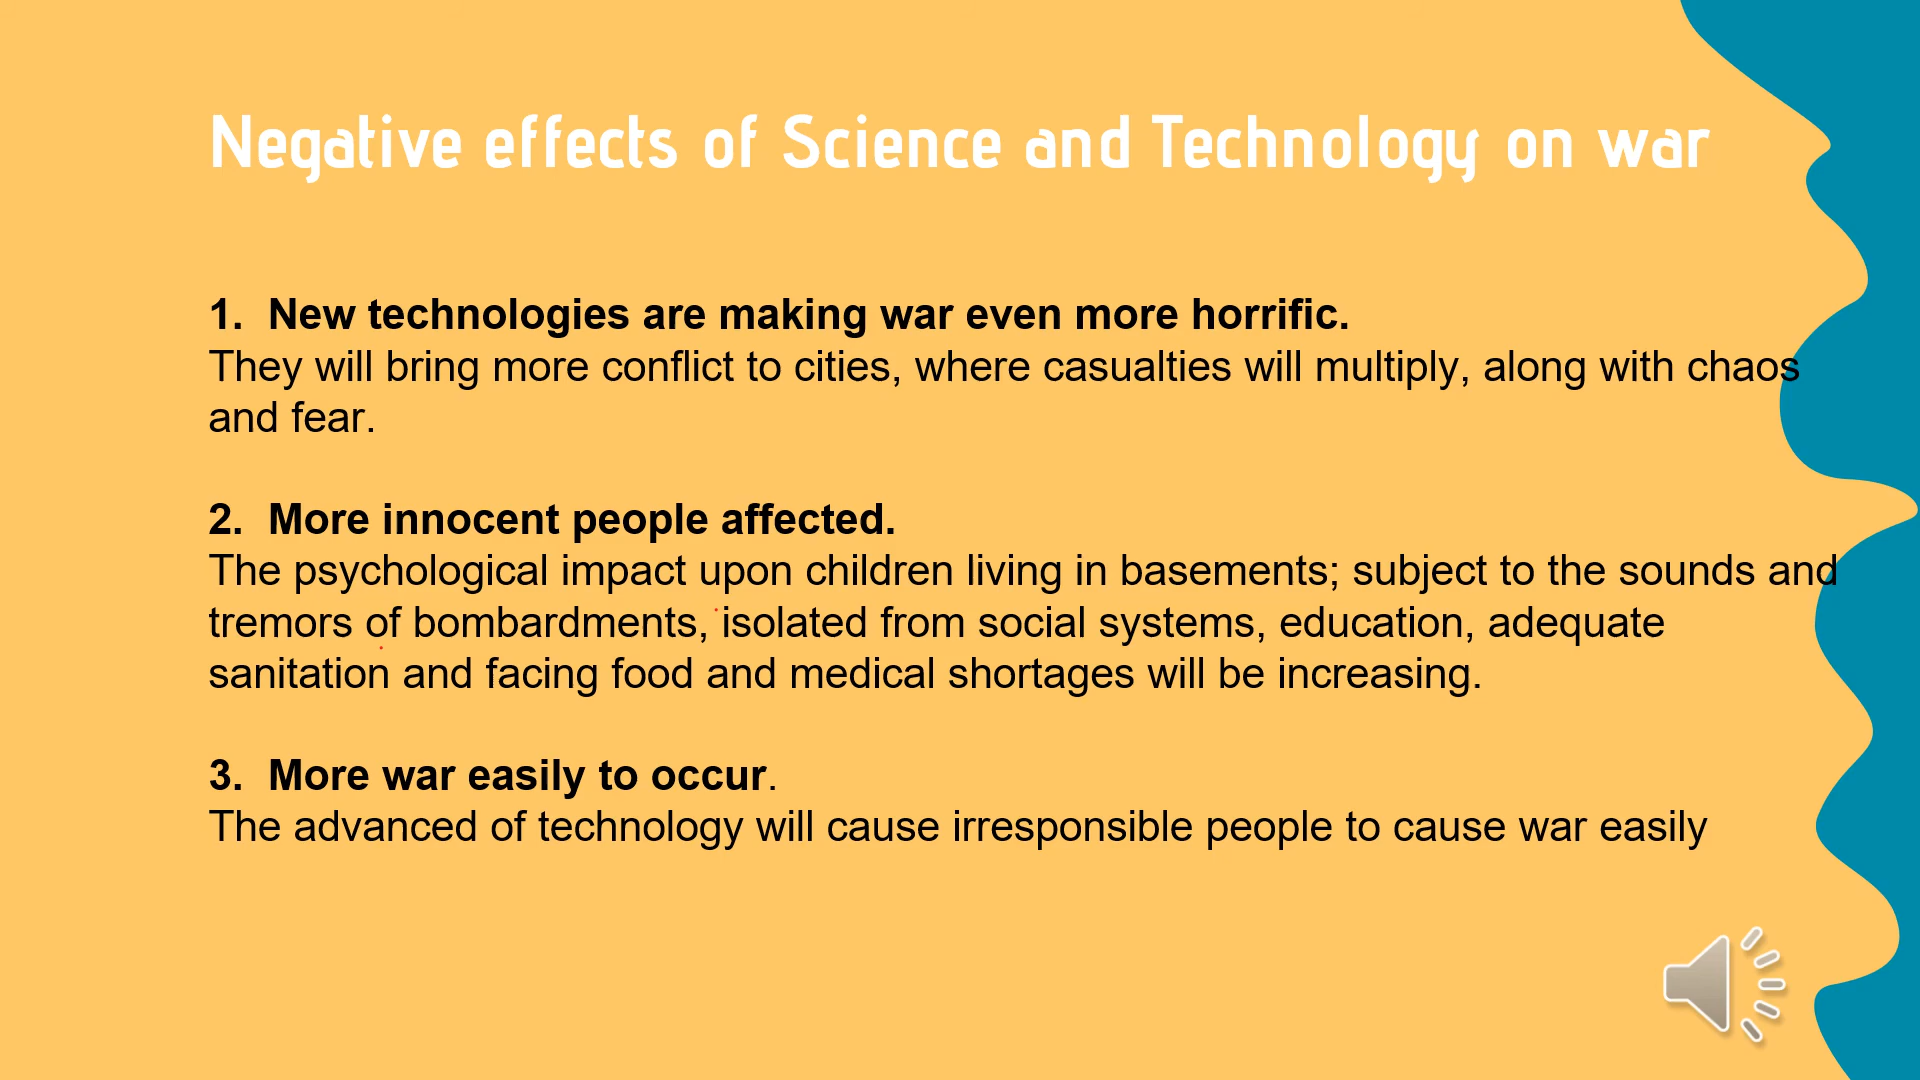 Negative effects of Science and Technology on war
1. New technologies are making war even more horrific.
They will bring more conflict to cities, where casualties will multiply, along with chaos
and fear.
2. More innocent people affected.
The psychological impact upon children living in basements; subject to the sounds and
tremors of bombardments, isolated from social systems, education, adequate
sanitation and facing food and medical shortages will be increasing.
3. More war easily to occur.
The advanced of technology will cause irresponsible people to cause war easily